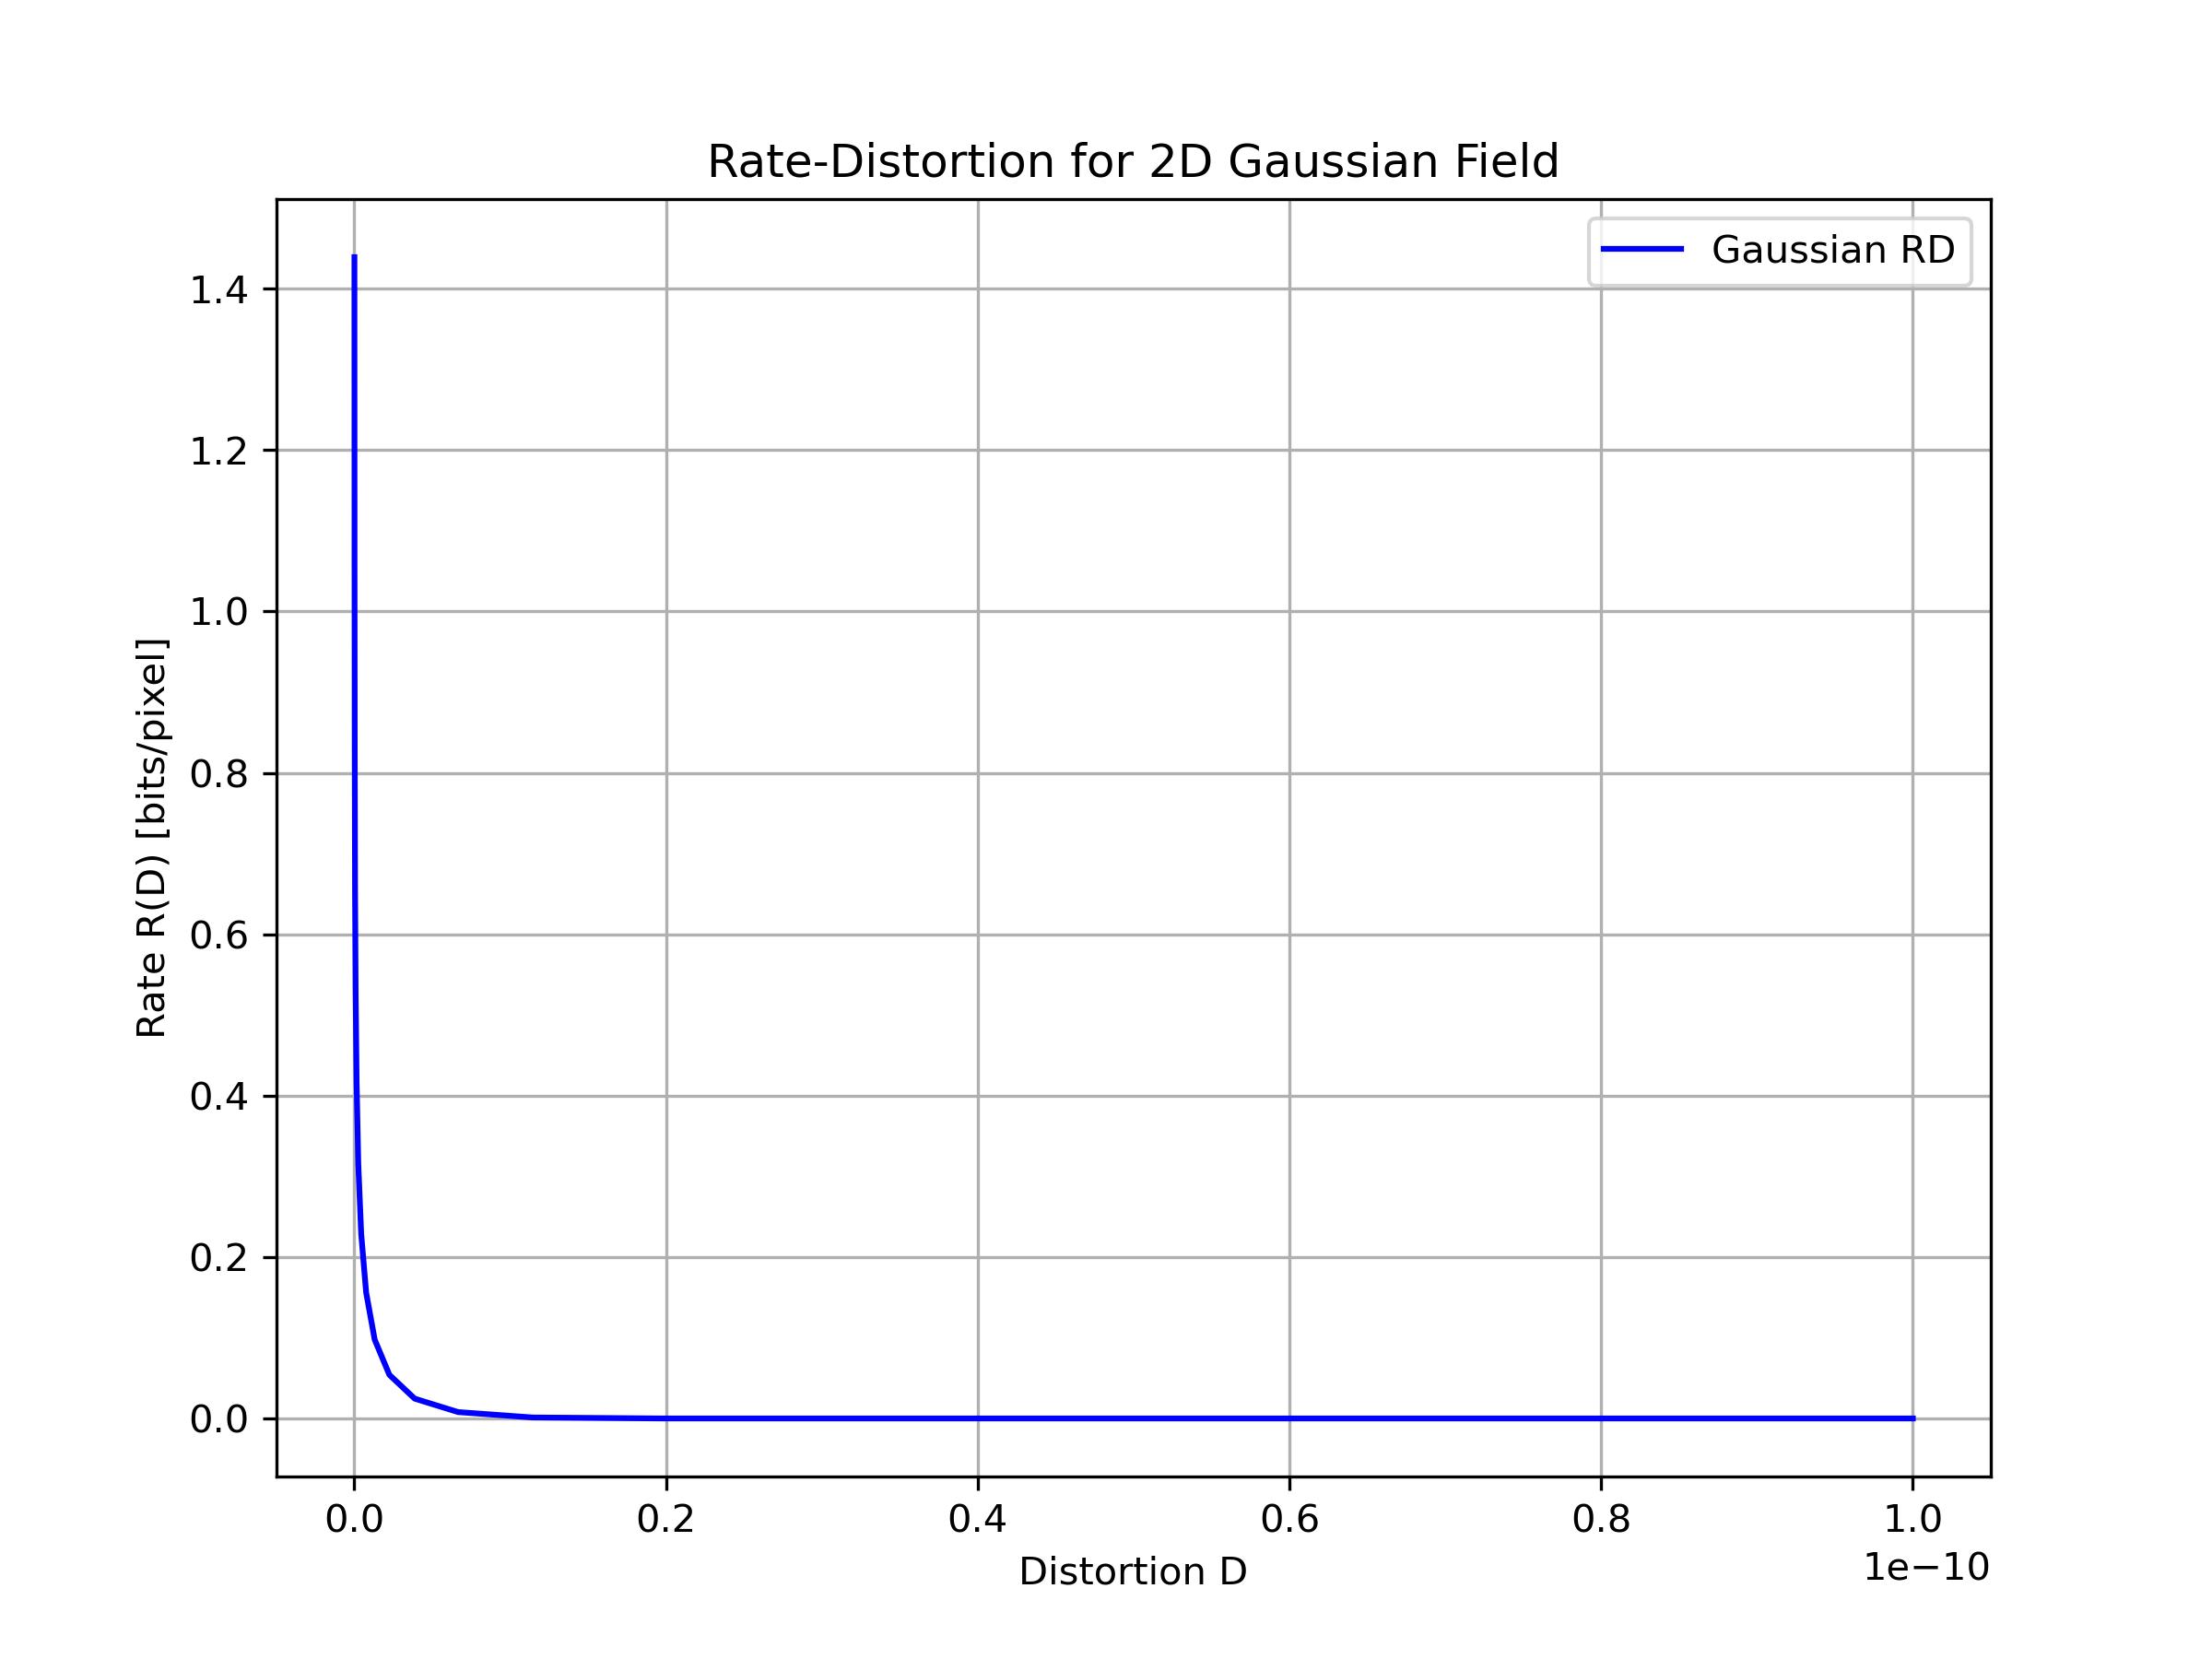 Rate-Distortion for 2D Gaussian Field
Gaussian RD
1.4
1.2
1.0
0.8
0.6
0.4
0.2
0.0
Rate R(D) [bits/pixel]
0.0 0.2 0.4 0.6 0.8 1.0
1e−10
Distortion D